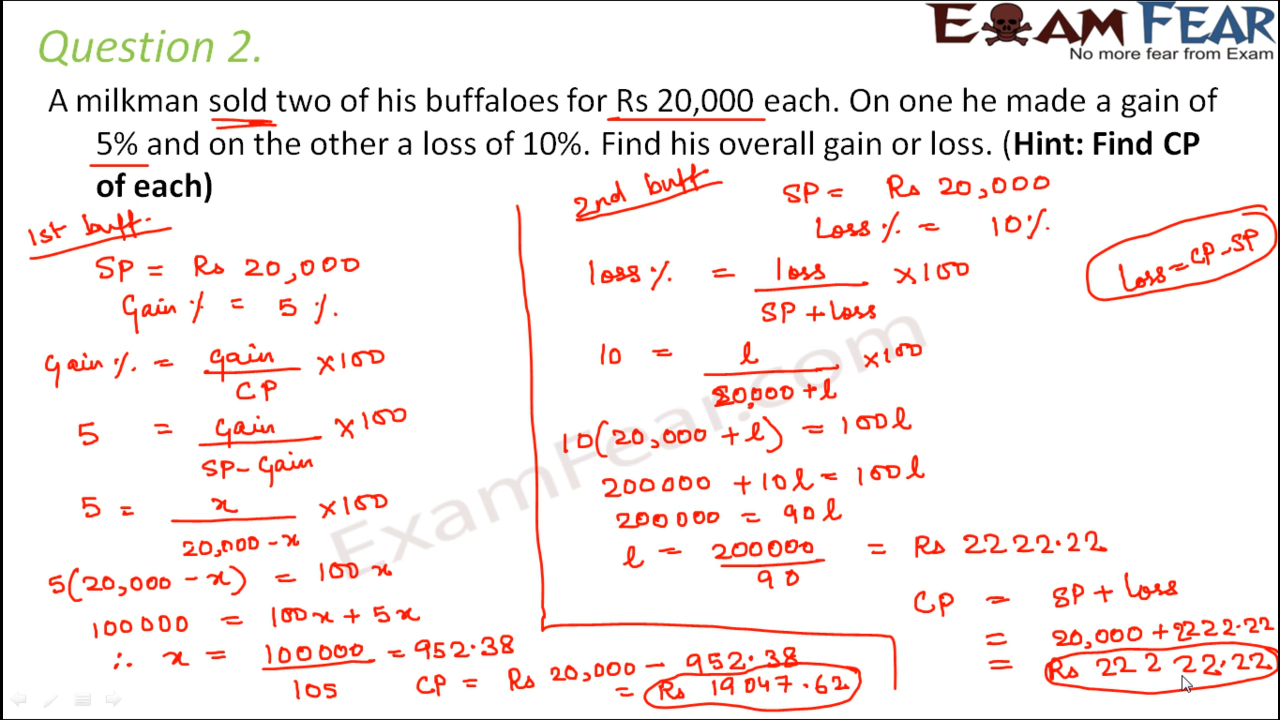 Question 2.
EXAM FEAR
No more fear from Exam
A milkman sold two of his buffaloes for Rs 20,000 each. On one he made a gain of
5% and on the other a loss of 10%. Find his overall gain or loss. (Hint: Find CP
of each)
1st buff.
SP = Rs 20,000
Gain % = 5 %.
Gain %. = gain / CP × 100
5 = Gain / SP - Gain × 100
5 = x / 20,000 - x × 100
5(20,000 - x) = 100x
100000 = 100x + 5x
∴ x = 100000 / 105 = 952.38
CP = Rs 20,000 - 952.38
= Rs 19047.62
2nd buff
SP = Rs 20,000
Loss % = 10%.
loss % = loss / SP + loss × 100
Loss = CP - SP
10 = l / 20,000 + l × 100
10(20,000 + l) = 100l
200000 + 10l = 100l
200000 = 90l
l = 200000 / 90 = Rs 2222.22
CP = SP + Loss
= 20,000 + 2222.22
= Rs 22222.22
ExamFear.com